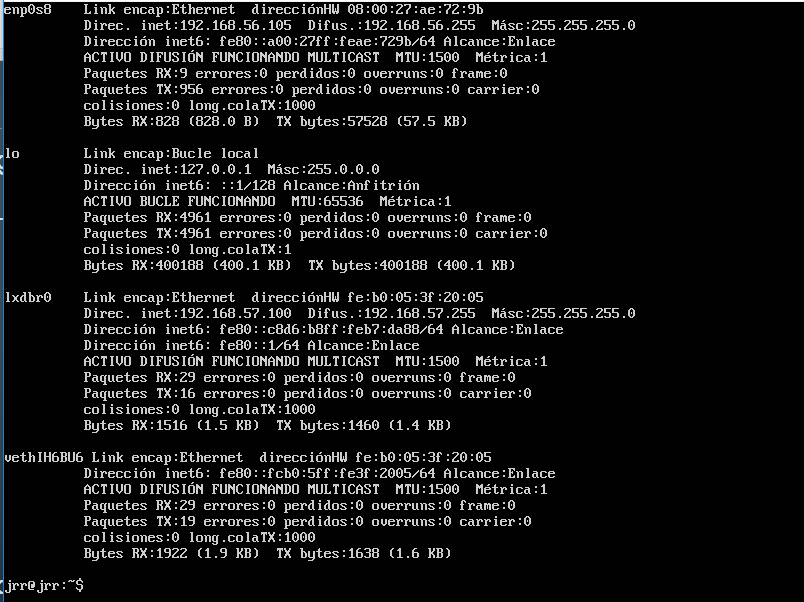 enp0s8    Link encap:Ethernet  direcciónHW 08:00:27:ae:72:9b
          Direc. inet:192.168.56.105  Difus.:192.168.56.255  Másc:255.255.255.0
          Dirección inet6: fe80::a00:27ff:feae:729b/64 Alcance:Enlace
          ACTIVO DIFUSIÓN FUNCIONANDO MULTICAST  MTU:1500  Métrica:1
          Paquetes RX:9 errores:0 perdidos:0 overruns:0 frame:0
          Paquetes TX:956 errores:0 perdidos:0 overruns:0 carrier:0
          colisiones:0 long.colaTX:1000
          Bytes RX:828 (828.0 B)  TX bytes:57528 (57.5 KB)

lo        Link encap:Bucle local
          Direc. inet:127.0.0.1  Másc:255.0.0.0
          Dirección inet6: ::1/128 Alcance:Anfitrión
          ACTIVO BUCLE FUNCIONANDO  MTU:65536  Métrica:1
          Paquetes RX:4961 errores:0 perdidos:0 overruns:0 frame:0
          Paquetes TX:4961 errores:0 perdidos:0 overruns:0 carrier:0
          colisiones:0 long.colaTX:1
          Bytes RX:400188 (400.1 KB)  TX bytes:400188 (400.1 KB)

lxdbr0    Link encap:Ethernet  direcciónHW fe:b0:05:3f:20:05
          Direc. inet:192.168.57.100  Difus.:192.168.57.255  Másc:255.255.255.0
          Dirección inet6: fe80::c8d6:b8ff:feb7:da88/64 Alcance:Enlace
          Dirección inet6: fe80::1/64 Alcance:Enlace
          ACTIVO DIFUSIÓN FUNCIONANDO MULTICAST  MTU:1500  Métrica:1
          Paquetes RX:29 errores:0 perdidos:0 overruns:0 frame:0
          Paquetes TX:16 errores:0 perdidos:0 overruns:0 carrier:0
          colisiones:0 long.colaTX:1000
          Bytes RX:1516 (1.5 KB)  TX bytes:1460 (1.4 KB)

vethIH6BU6 Link encap:Ethernet  direcciónHW fe:b0:05:3f:20:05
          Dirección inet6: fe80::fcb0:5ff:fe3f:2005/64 Alcance:Enlace
          ACTIVO DIFUSIÓN FUNCIONANDO MULTICAST  MTU:1500  Métrica:1
          Paquetes RX:29 errores:0 perdidos:0 overruns:0 frame:0
          Paquetes TX:19 errores:0 perdidos:0 overruns:0 carrier:0
          colisiones:0 long.colaTX:1000
          Bytes RX:1922 (1.9 KB)  TX bytes:1638 (1.6 KB)

jrr@jrr:~$